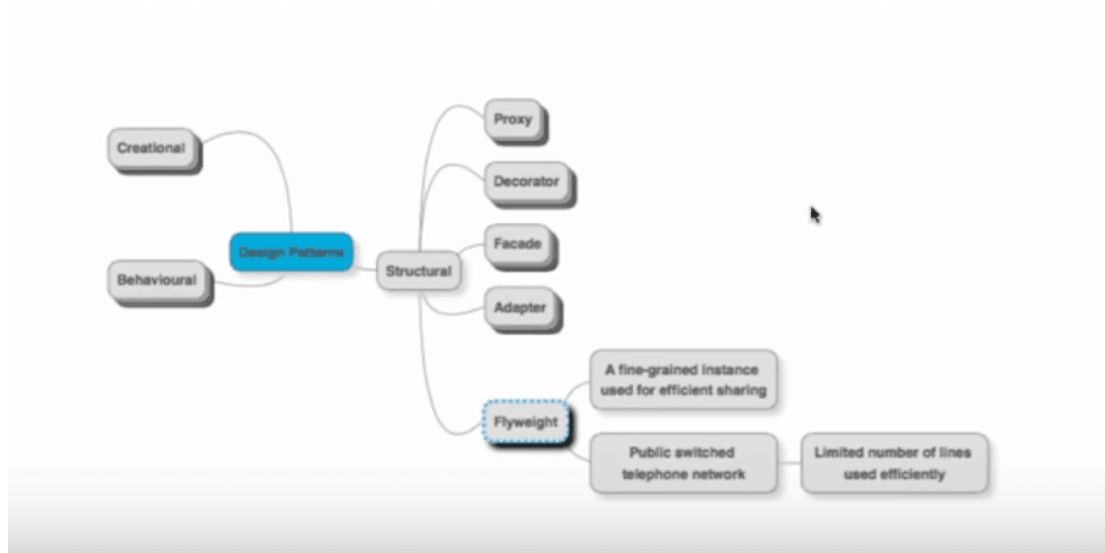 Creational
Behavioural
Design Patterns
Structural
Proxy
Decorator
Facade
Adapter
Flyweight
A fine-grained instance
used for efficient sharing
Public switched
telephone network
Limited number of lines
used efficiently